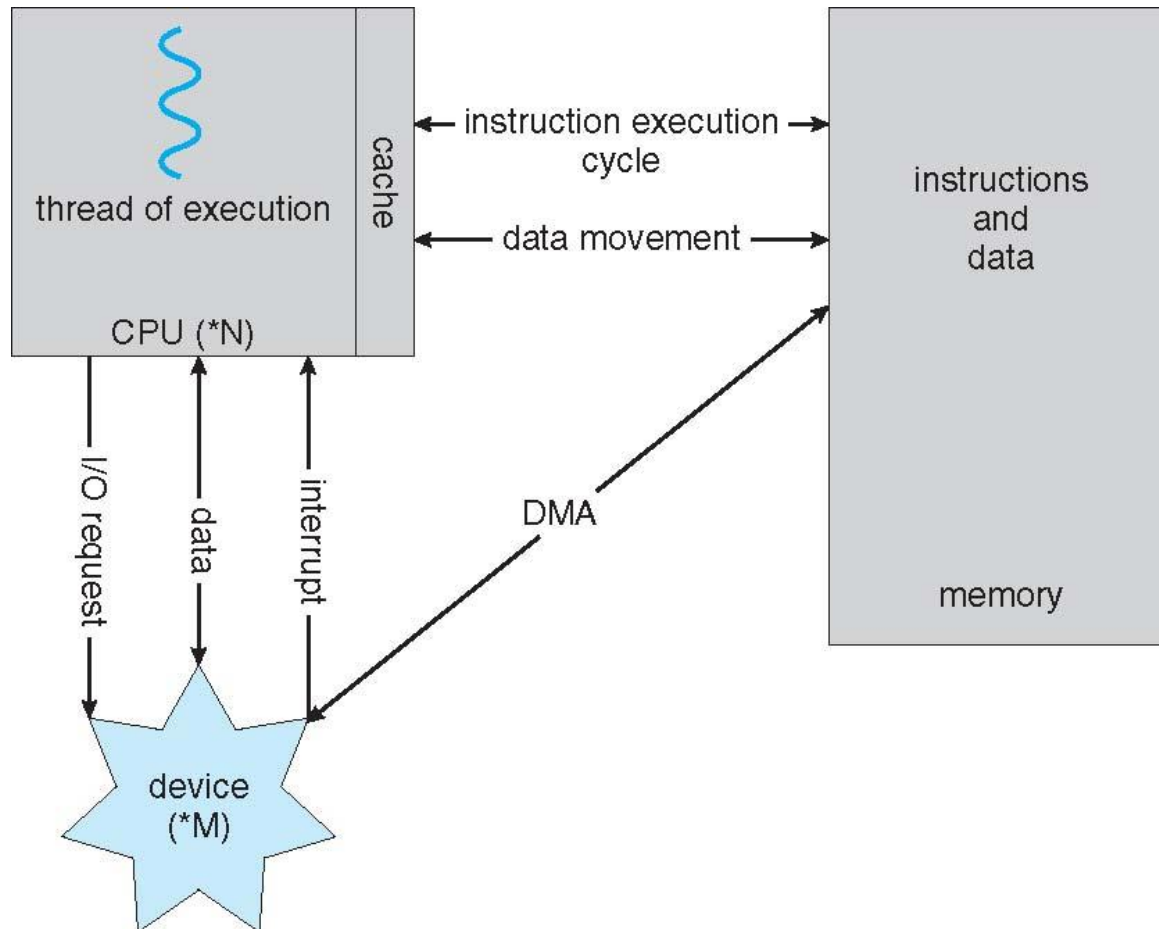 thread of execution
cache
CPU (*N)
instruction execution
cycle
data movement
instructions
and
data
memory
I/O request
data
interrupt
DMA
device
(*M)